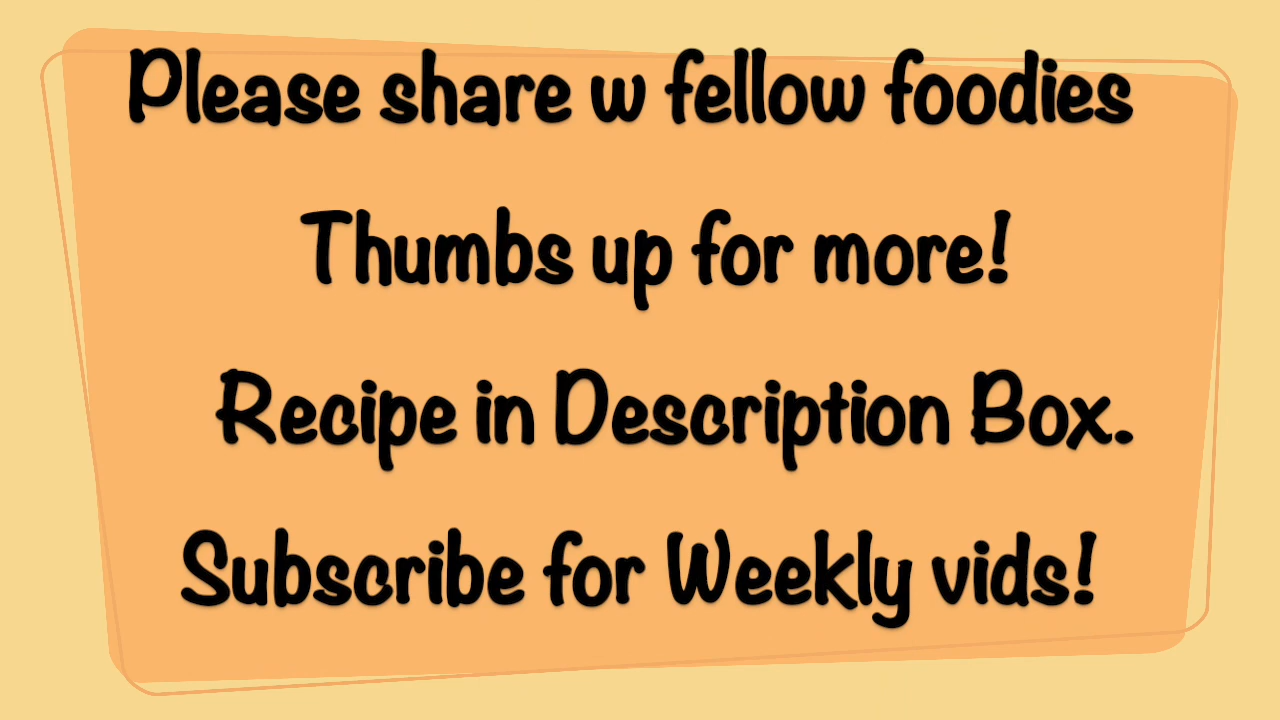 Please share w fellow foodies
Thumbs up for more!
Recipe in Description Box.
Subscribe for Weekly vids!